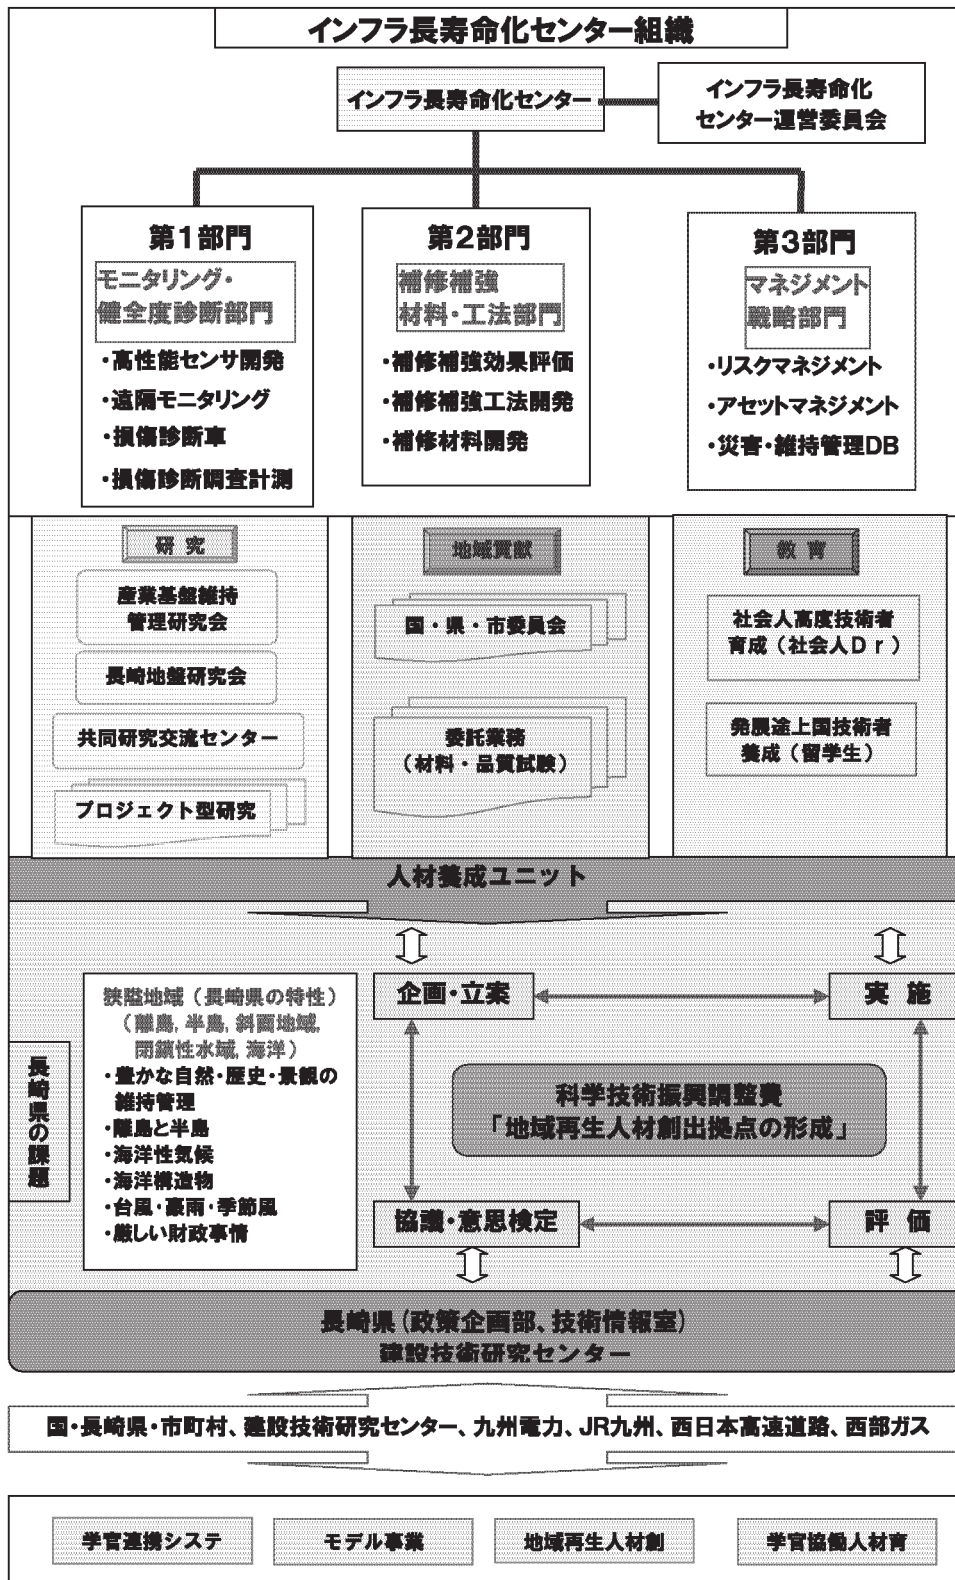 インフラ長寿命化センター組織
インフラ長寿命化センター
インフラ長寿命化
センター運営委員会
第1部門
モニタリング・
健全度診断部門
・高性能センサ開発
・遠隔モニタリング
・損傷診断車
・損傷診断調査計測
第2部門
補修補強
材料・工法部門
・補修補強効果評価
・補修補強工法開発
・補修材料開発
第3部門
マネジメント
戦略部門
・リスクマネジメント
・アセットマネジメント
・災害・維持管理DB
研 究
産業基盤維持
管理研究会
長崎地盤研究会
共同研究交流センター
プロジェクト型研究
地域貢献
国・県・市委員会
委託業務
（材料・品質試験）
教 育
社会人高度技術者
育成（社会人Ｄｒ）
発展途上国技術者
養成（留学生）
人材養成ユニット
長崎県の課題
狭隘地域（長崎県の特性）
（離島, 半島, 斜面地域,
閉鎖性水域, 海洋）
・豊かな自然・歴史・景観の
維持管理
・離島と半島
・海洋性気候
・海洋構造物
・台風・豪雨・季節風
・厳しい財政事情
企画・立案
実 施
科学技術振興調整費
「地域再生人材創出拠点の形成」
協議・意思検定
評 価
長崎県(政策企画部、技術情報室)
建設技術研究センター
国・長崎県・市町村、建設技術研究センター、九州電力、JR九州、西日本高速道路、西部ガス
学官連携システ
モデル事業
地域再生人材創
学官協働人材育